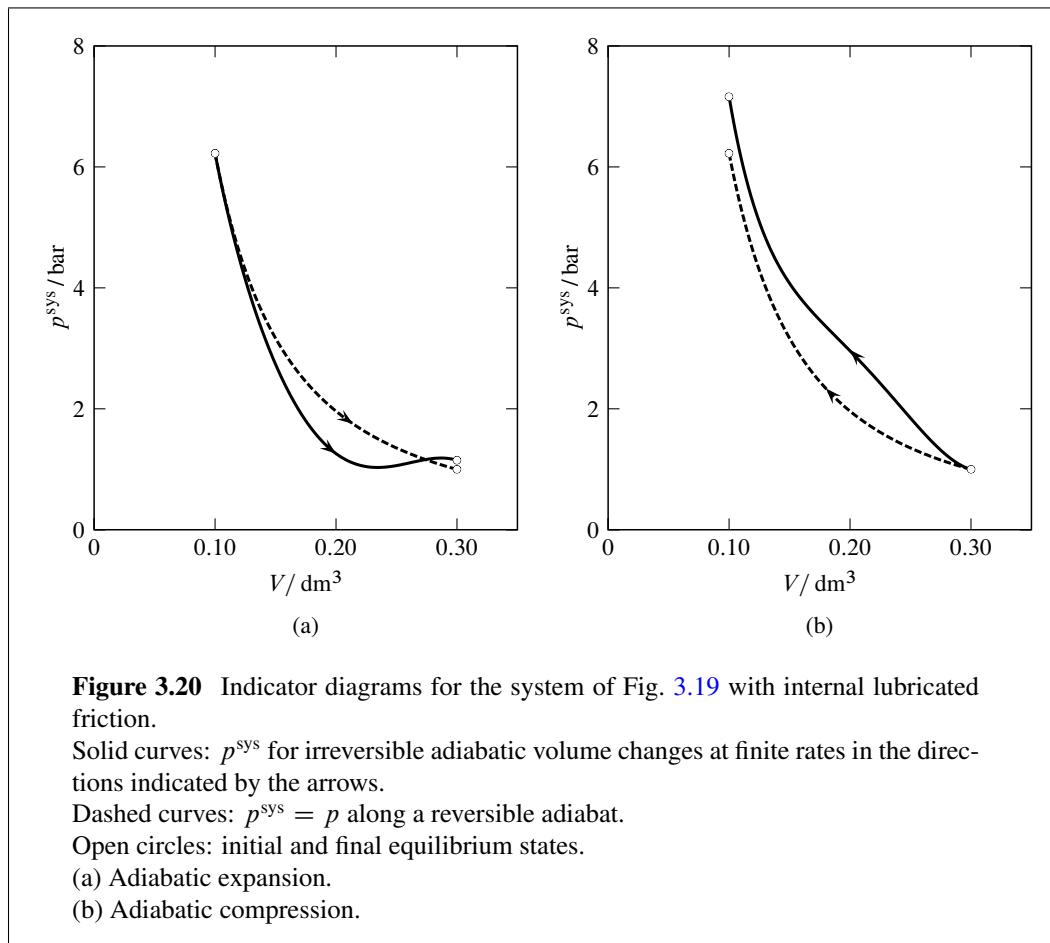 8
6
4
2
0
0
0.10
0.20
0.30
p^sys/bar
V/dm³
(a)
8
6
4
2
0
0
0.10
0.20
0.30
p^sys/bar
V/dm³
(b)
Figure 3.20 Indicator diagrams for the system of Fig. 3.19 with internal lubricated
friction.
Solid curves: p^sys for irreversible adiabatic volume changes at finite rates in the direc-
tions indicated by the arrows.
Dashed curves: p^sys = p along a reversible adiabat.
Open circles: initial and final equilibrium states.
(a) Adiabatic expansion.
(b) Adiabatic compression.